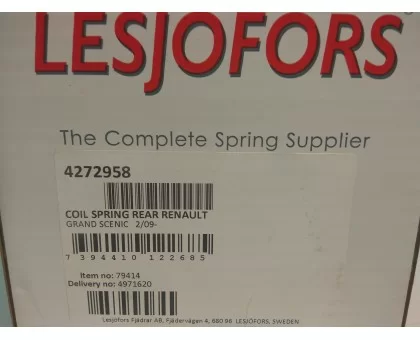 LESJÖFORS
The Complete Spring Supplier
4272958
COIL SPRING REAR RENAULT
GRAND SCENIC 2/09-
7 394410 122685
Item no: 79414
Delivery no: 4971620
Lesjöfors Fjädrar AB, Fjädervägan 4, 680 96 LESJÖFORS, SWEDEN